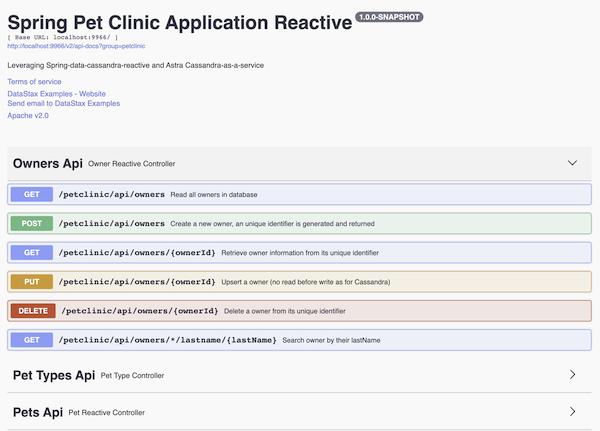 Spring Pet Clinic Application Reactive 1.0.0-SNAPSHOT
[ Base URL: localhost:9966/ ]
http://localhost:9966/v2/api-docs?group=petclinic
Leveraging Spring-data-cassandra-reactive and Astra Cassandra-as-a-service
Terms of service
DataStax Examples - Website
Send email to DataStax Examples
Apache v2.0
Owners Api Owner Reactive Controller
GET /petclinic/api/owners Read all owners in database
POST /petclinic/api/owners Create a new owner, an unique identifier is generated and returned
GET /petclinic/api/owners/{ownerId} Retrieve owner information from its unique identifier
PUT /petclinic/api/owners/{ownerId} Upsert a owner (no read before write as for Cassandra)
DELETE /petclinic/api/owners/{ownerId} Delete a owner from its unique identifier
GET /petclinic/api/owners/*/lastname/{lastName} Search owner by their lastName
Pet Types Api Pet Type Controller
Pets Api Pet Reactive Controller